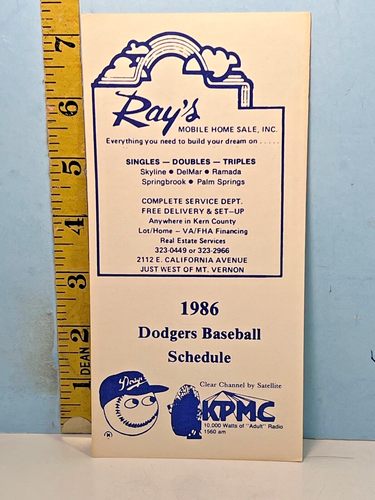 Ray's
MOBILE HOME SALE, INC.
Everything you need to build your dream on . . . . .
SINGLES — DOUBLES — TRIPLES
Skyline ● DelMar ● Ramada
Springbrook ● Palm Springs
COMPLETE SERVICE DEPT.
FREE DELIVERY & SET-UP
Anywhere in Kern County
Lot/Home – VA/FHA Financing
Real Estate Services
323-0449 or 323-2966
2112 E. CALIFORNIA AVENUE
JUST WEST OF MT. VERNON
1986
Dodgers Baseball
Schedule
Clear Channel by Satellite
KPMC
10,000 Watts of "Adult" Radio
1560 am
7
6
5
4
3
2
1
DEAN